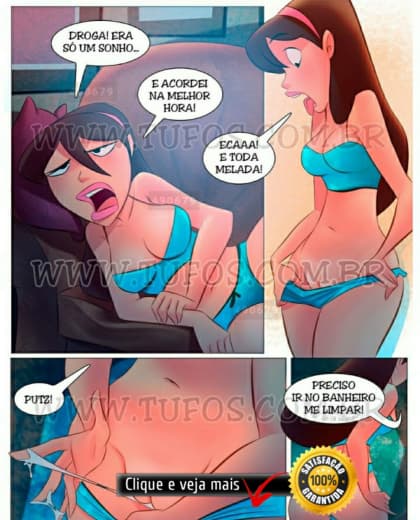 DROGA! ERA
SÓ UM SONHO...
E ACORDEI
NA MELHOR
HORA!
ECAAA!
E TODA
MELADA!
WWW.TUFOS.COM.BR
WWW.TUFOS.COM.BR
PUTZ!
PRECISO
IR NO BANHEIRO
ME LIMPAR!
WWW.TUFOS.COM.BR
Clique e veja mais
SATISFAÇÃO
100%
GARANTIDA